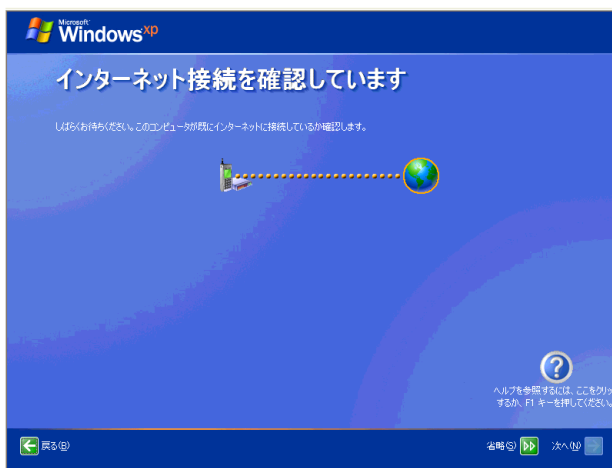 Microsoft
Windows xp
インターネット接続を確認しています
しばらくお待ちください。このコンピュータが既にインターネットに接続しているか確認します。
ヘルプを参照するには、ここをクリッ
するか、F1 キーを押してください。
戻る(B)
省略(S)
次へ(N)